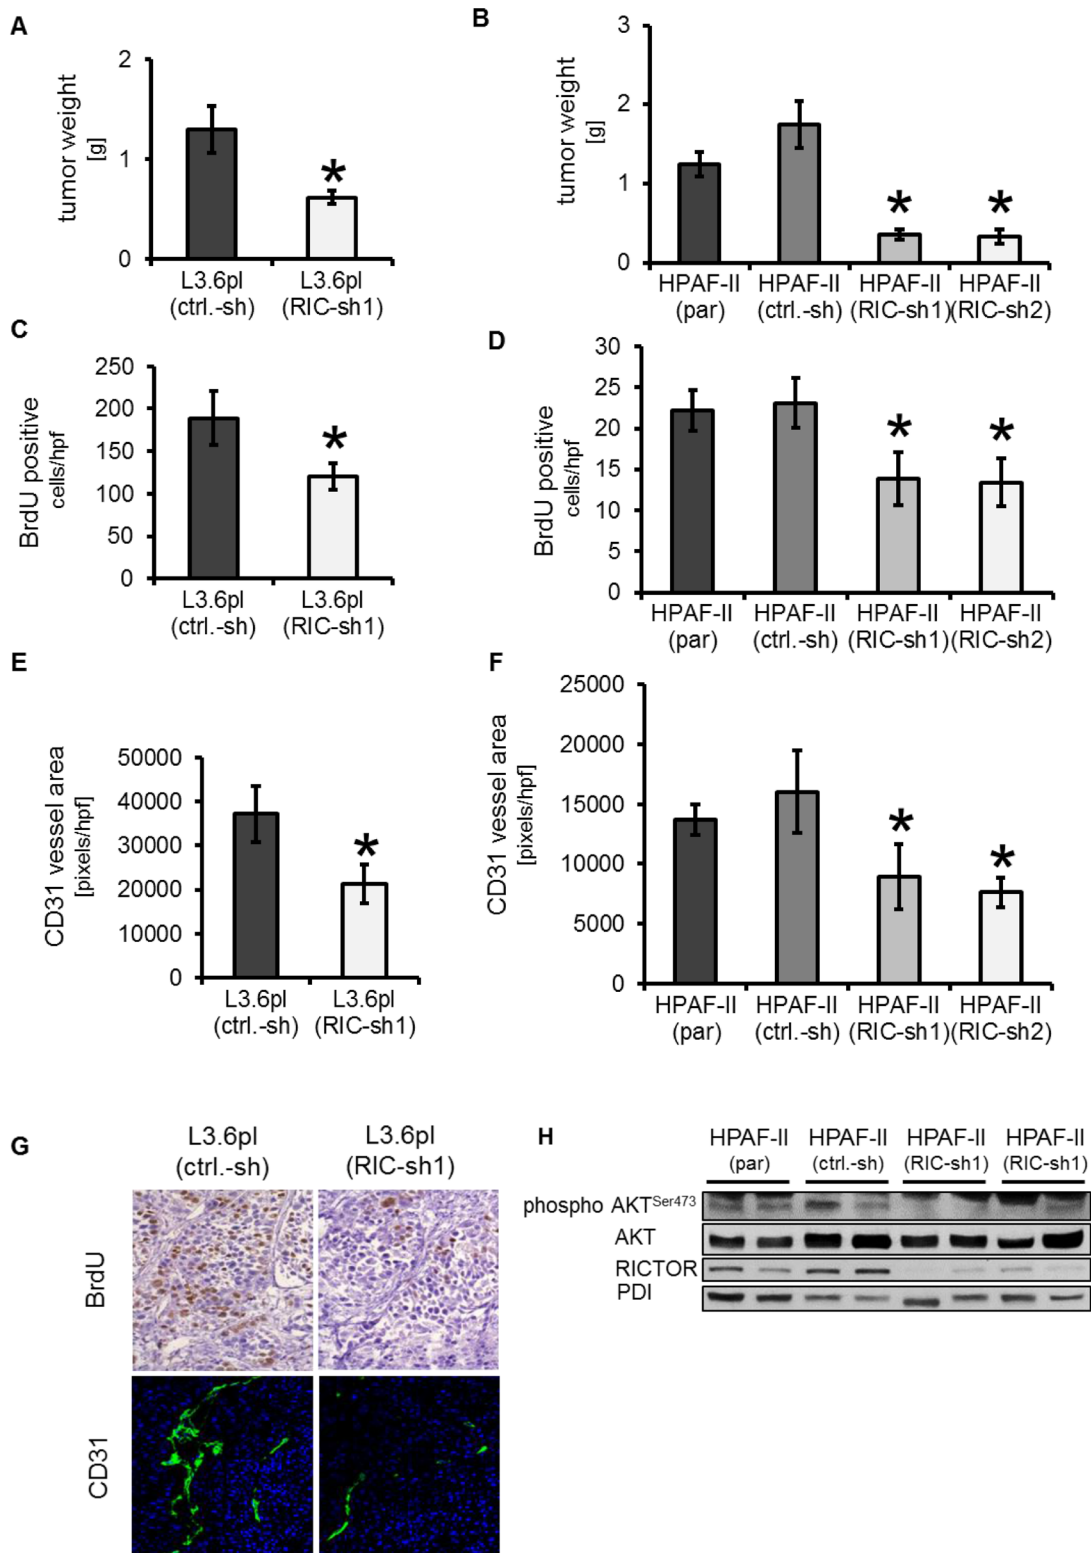 A
tumor weight
[g]
2
1
0
*
L3.6pl
(ctrl.-sh)
L3.6pl
(RIC-sh1)
B
tumor weight
[g]
3
2
1
0
*
*
HPAF-II
(par)
HPAF-II
(ctrl.-sh)
HPAF-II
(RIC-sh1)
HPAF-II
(RIC-sh2)
C
BrdU positive
cells/hpf
250
200
150
100
50
0
*
L3.6pl
(ctrl.-sh)
L3.6pl
(RIC-sh1)
D
BrdU positive
cells/hpf
30
25
20
15
10
5
0
*
*
HPAF-II
(par)
HPAF-II
(ctrl.-sh)
HPAF-II
(RIC-sh1)
HPAF-II
(RIC-sh2)
E
CD31 vessel area
[pixels/hpf]
50000
40000
30000
20000
10000
0
*
L3.6pl
(ctrl.-sh)
L3.6pl
(RIC-sh1)
F
CD31 vessel area
[pixels/hpf]
25000
20000
15000
10000
5000
0
*
*
HPAF-II
(par)
HPAF-II
(ctrl.-sh)
HPAF-II
(RIC-sh1)
HPAF-II
(RIC-sh2)
G
L3.6pl
(ctrl.-sh)
L3.6pl
(RIC-sh1)
BrdU
CD31
H
HPAF-II
(par)
HPAF-II
(ctrl.-sh)
HPAF-II
(RIC-sh1)
HPAF-II
(RIC-sh1)
phospho AKTSer473
AKT
RICTOR
PDI